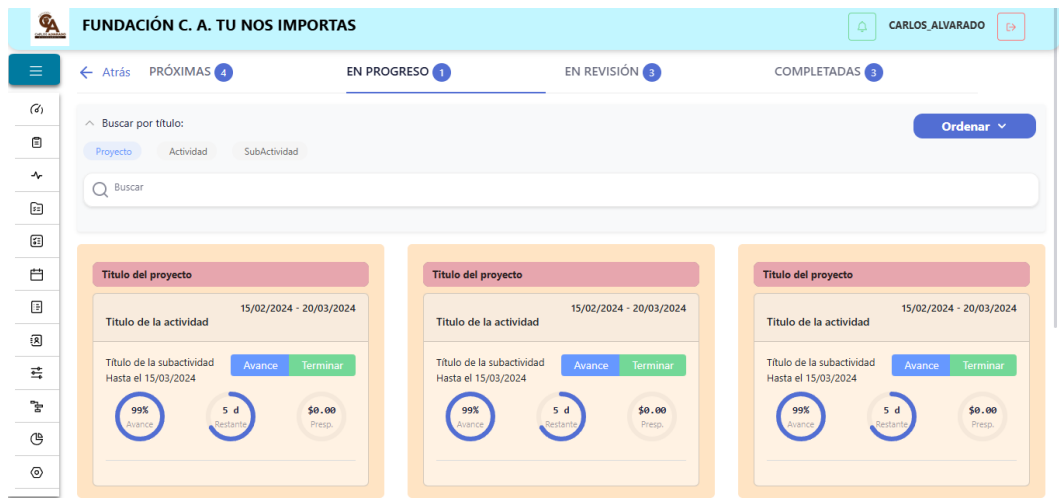 FUNDACIÓN C. A. TU NOS IMPORTAS
CARLOS_ALVARADO
Atrás
PRÓXIMAS 4
EN PROGRESO 1
EN REVISIÓN 3
COMPLETADAS 3
Buscar por título:
Ordenar
Proyecto
Actividad
SubActividad
Buscar
Titulo del proyecto
15/02/2024 - 20/03/2024
Titulo de la actividad
Título de la subactividad
Hasta el 15/03/2024
Avance
Terminar
99%
Avance
5 d
Restante
$0.00
Presp.
Titulo del proyecto
15/02/2024 - 20/03/2024
Titulo de la actividad
Título de la subactividad
Hasta el 15/03/2024
Avance
Terminar
99%
Avance
5 d
Restante
$0.00
Presp.
Titulo del proyecto
15/02/2024 - 20/03/2024
Titulo de la actividad
Título de la subactividad
Hasta el 15/03/2024
Avance
Terminar
99%
Avance
5 d
Restante
$0.00
Presp.